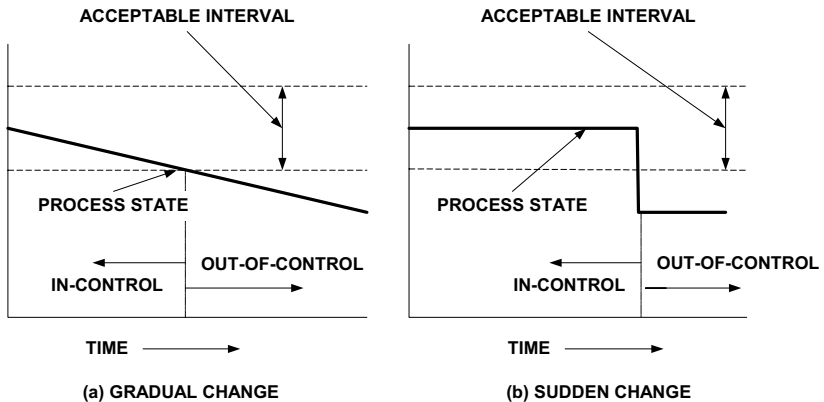 ACCEPTABLE INTERVAL
PROCESS STATE
OUT-OF-CONTROL
IN-CONTROL
TIME
(a) GRADUAL CHANGE
ACCEPTABLE INTERVAL
PROCESS STATE
OUT-OF-CONTROL
IN-CONTROL
TIME
(b) SUDDEN CHANGE